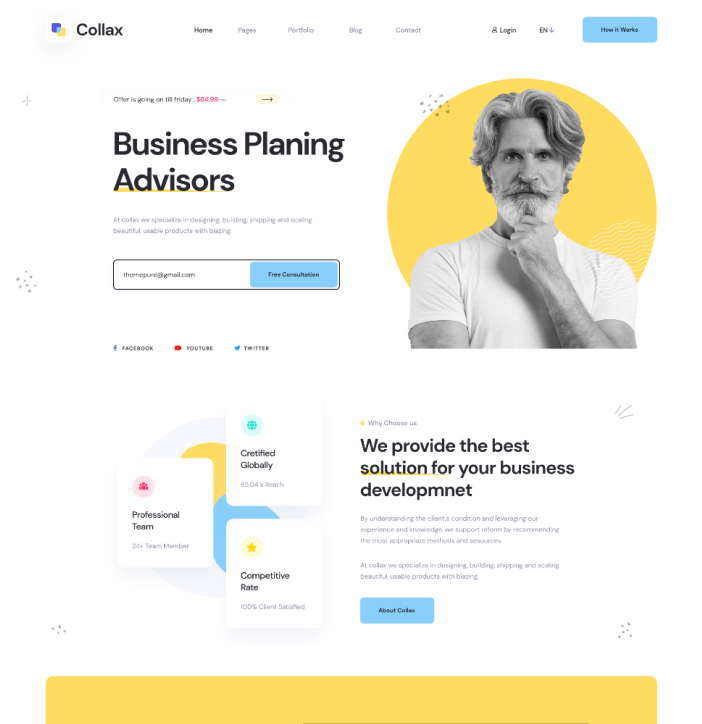 Collax
Home Pages Portfolio Blog Contact Login EN How it Works
Offer is going on till friday , $84,99/mo
Business Planing
Advisors
At collax we specialize in designing, building, shipping and scaling
beautiful, usable products with blazing.
themepure@gmail.com Free Consultation
FACEBOOK YOUTUBE TWITTER
Cretified
Globally
65.04 k Reach
Professional
Team
24+ Team Member
Competitive
Rate
100% Client Satisfied
Why Choose us
We provide the best
solution for your business
developmnet
By understanding the client,s condition and leveraging our
experience and knowledge, we support reform by recommending
the most appropriate methods and sesources.
At collax we specializing in designing, building, shipping and scaling
beautiful, usable products with blazing.
About Collax